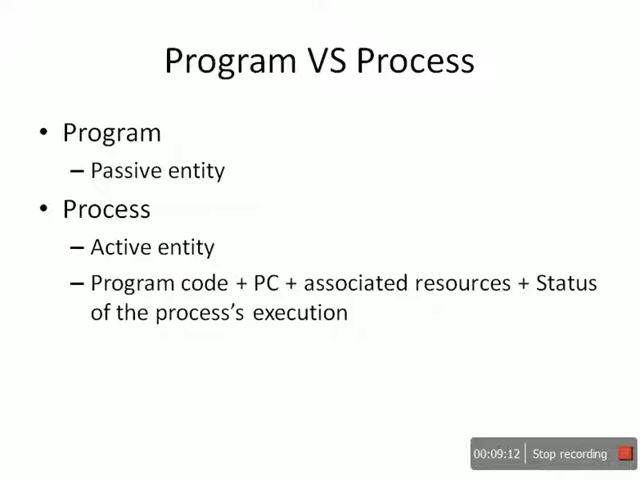 Program VS Process
• Program
– Passive entity
• Process
– Active entity
– Program code + PC + associated resources + Status
of the process's execution
00:09:12 Stop recording